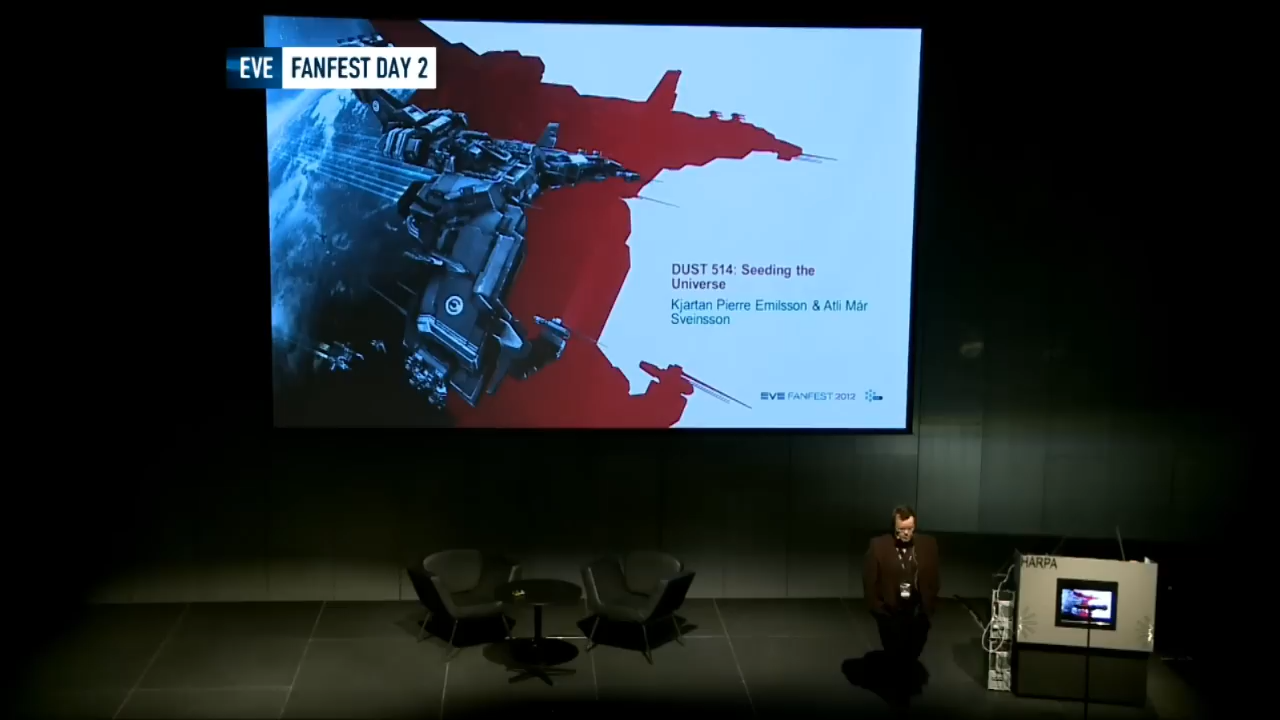 EVE FANFEST DAY 2
DUST 514: Seeding the
Universe
Kjartan Pierre Emilsson & Atli Már
Sveinsson
EVE FANFEST 2012
HARPA